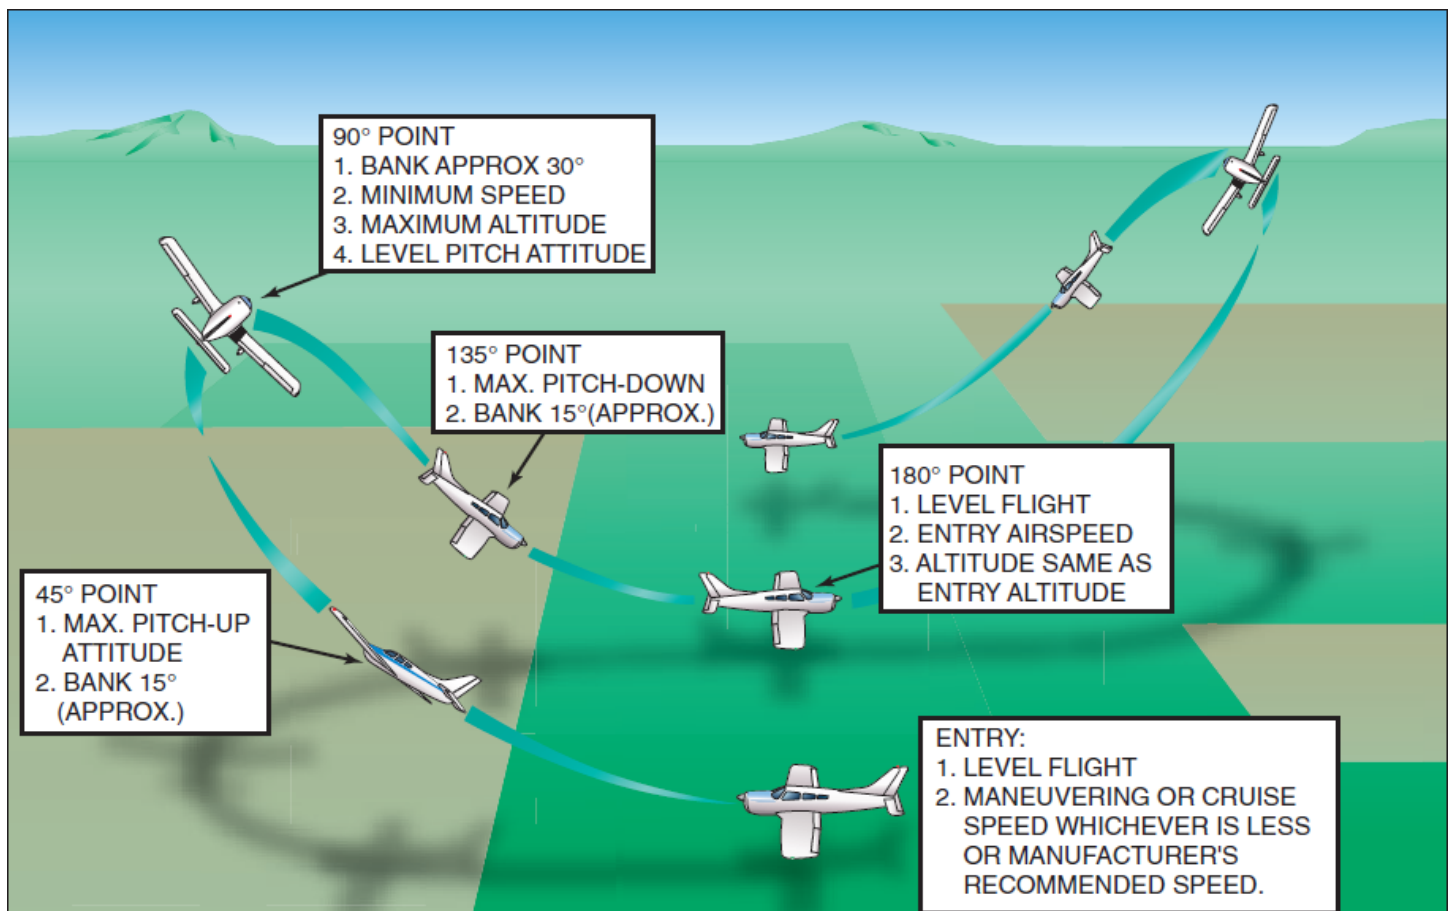 90° POINT
1. BANK APPROX 30°
2. MINIMUM SPEED
3. MAXIMUM ALTITUDE
4. LEVEL PITCH ATTITUDE
135° POINT
1. MAX. PITCH-DOWN
2. BANK 15°(APPROX.)
180° POINT
1. LEVEL FLIGHT
2. ENTRY AIRSPEED
3. ALTITUDE SAME AS
ENTRY ALTITUDE
45° POINT
1. MAX. PITCH-UP
ATTITUDE
2. BANK 15°
(APPROX.)
ENTRY:
1. LEVEL FLIGHT
2. MANEUVERING OR CRUISE
SPEED WHICHEVER IS LESS
OR MANUFACTURER'S
RECOMMENDED SPEED.